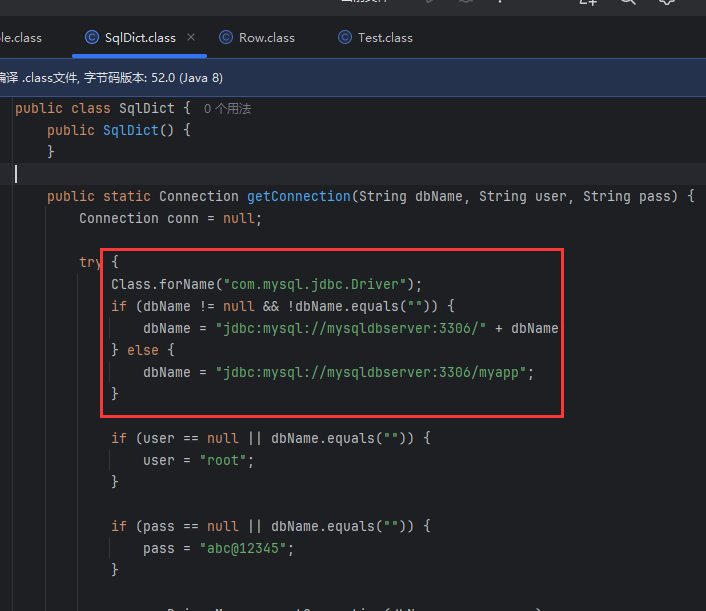 le.class SqlDict.class Row.class Test.class
编译 .class文件, 字节码版本: 52.0 (Java 8)
public class SqlDict { 0 个用法
public SqlDict() {
}
public static Connection getConnection(String dbName, String user, String pass) {
Connection conn = null;
try {
Class.forName("com.mysql.jdbc.Driver");
if (dbName != null && !dbName.equals("")) {
dbName = "jdbc:mysql://mysqldbserver:3306/" + dbName
} else {
dbName = "jdbc:mysql://mysqldbserver:3306/myapp";
}
if (user == null || dbName.equals("")) {
user = "root";
}
if (pass == null || dbName.equals("")) {
pass = "abc@12345";
}